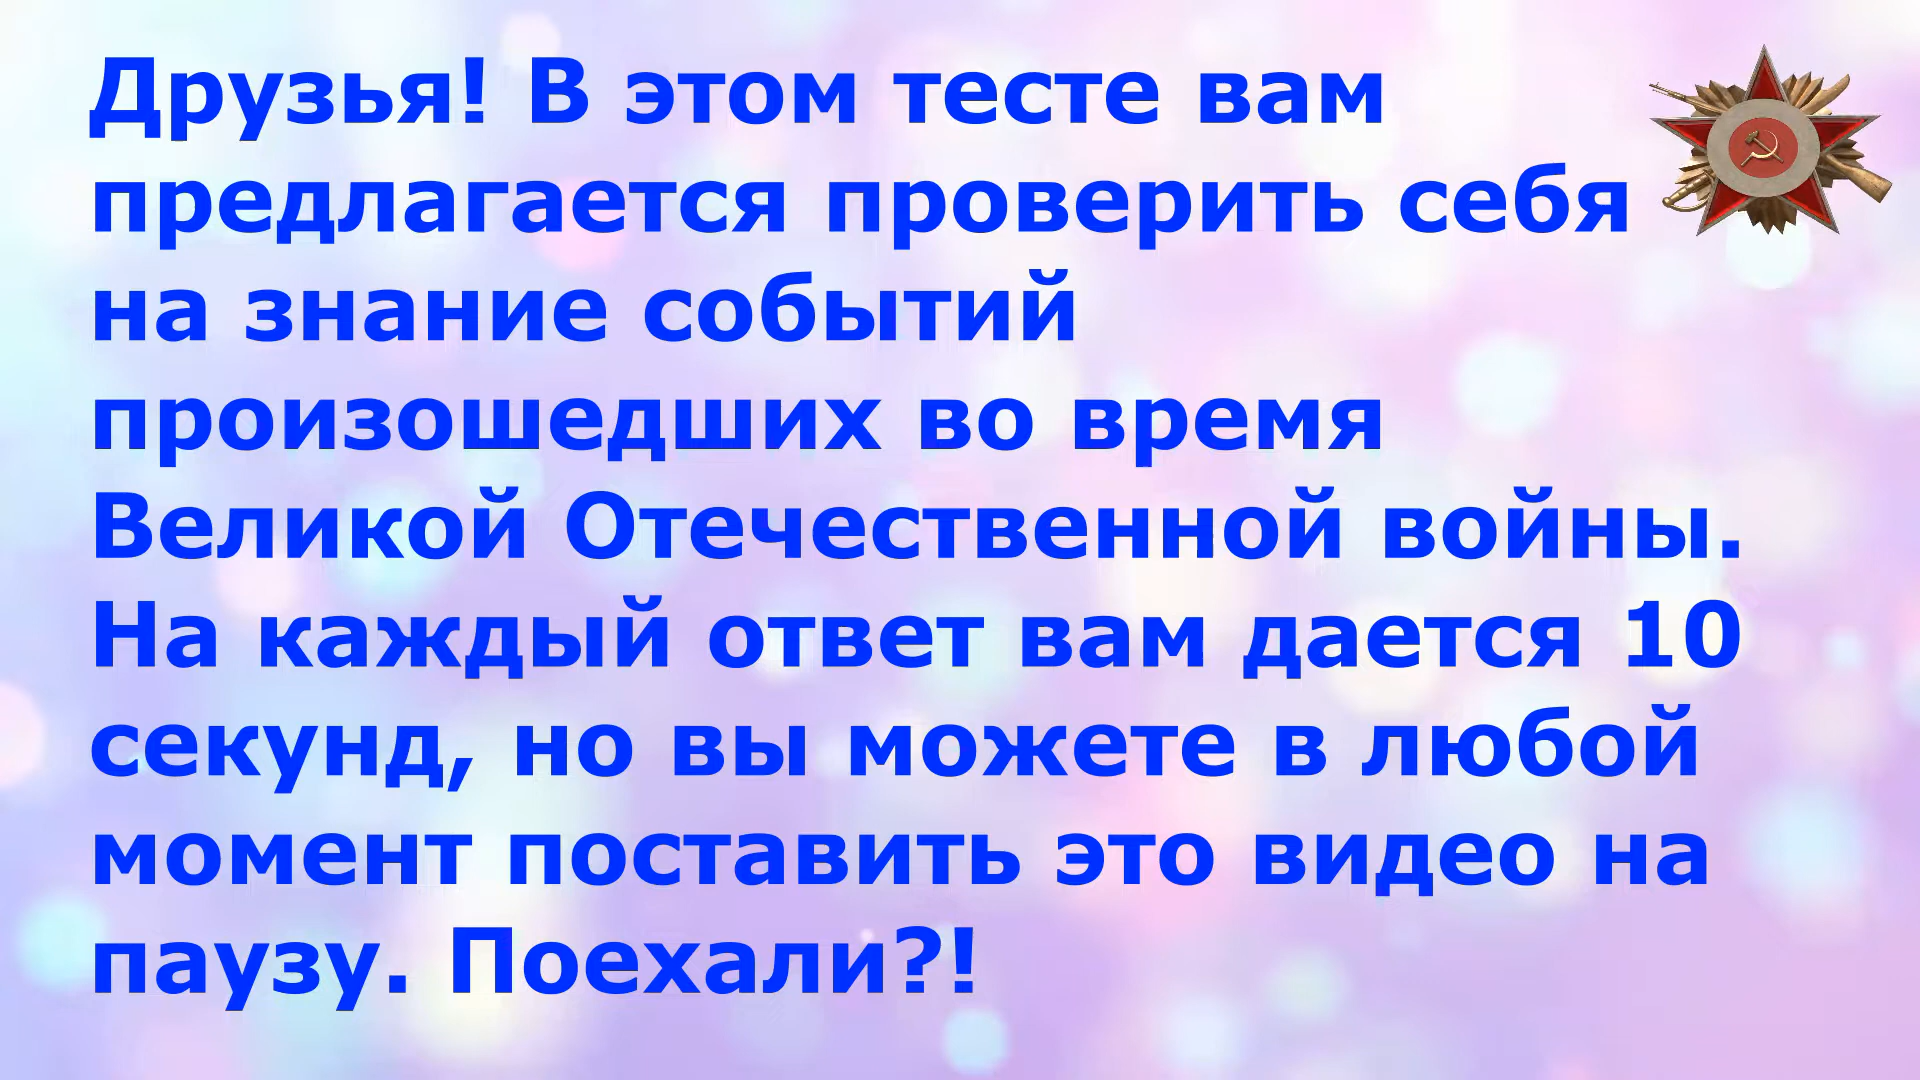 Друзья! В этом тесте вам
предлагается проверить себя
на знание событий
произошедших во время
Великой Отечественной войны.
На каждый ответ вам дается 10
секунд, но вы можете в любой
момент поставить это видео на
паузу. Поехали?!